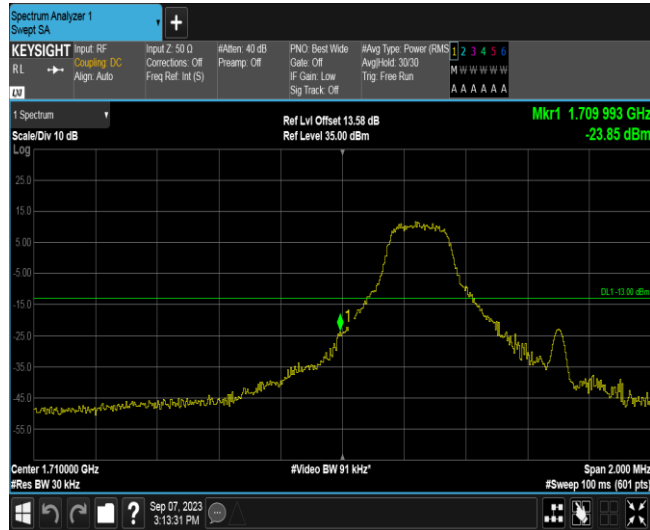 Spectrum Analyzer 1
Swept SA
KEYSIGHT
RL
LXI
Input: RF
Coupling: DC
Align: Auto
Input Z: 50 Ω
Corrections: Off
Freq Ref: Int (S)
#Atten: 40 dB
Preamp: Off
PNO: Best Wide
Gate: Off
IF Gain: Low
Sig Track: Off
#Avg Type: Power (RMS
Avg|Hold: 30/30
Trig: Free Run
1 2 3 4 5 6
M W W W W W
A A A A A A
1 Spectrum
Scale/Div 10 dB
Log
Ref Lvl Offset 13.58 dB
Ref Level 35.00 dBm
Mkr1 1.709 993 GHz
-23.85 dBm
25.0
15.0
5.00
-5.00
DL1 -13.00 dBm
-15.0
1
-25.0
-35.0
-45.0
-55.0
Center 1.710000 GHz
#Video BW 91 kHz*
Span 2.000 MHz
#Res BW 30 kHz
#Sweep 100 ms (601 pts)
Sep 07, 2023
3:13:31 PM